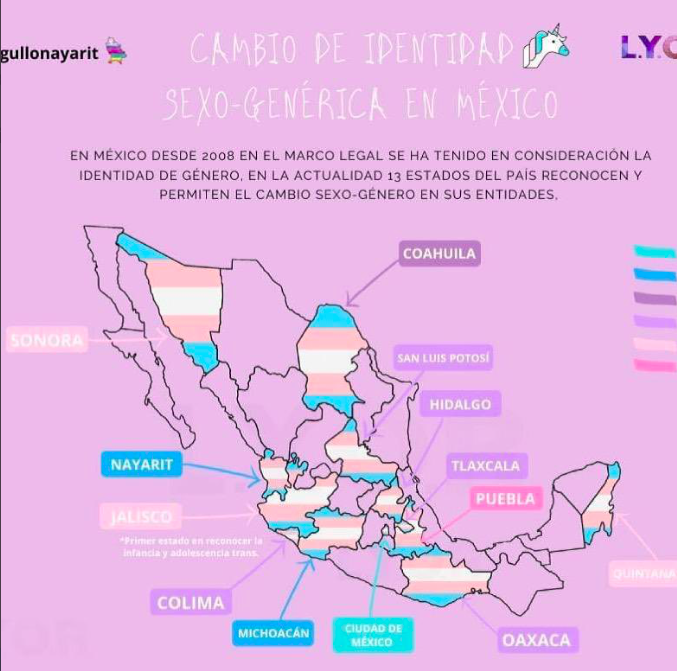 gullonayarit
CAMBIO DE IDENTIDAD
SEXO-GENÉRICA EN MÉXICO
L.Y.
EN MÉXICO DESDE 2008 EN EL MARCO LEGAL SE HA TENIDO EN CONSIDERACIÓN LA
IDENTIDAD DE GÉNERO, EN LA ACTUALIDAD 13 ESTADOS DEL PAÍS RECONOCEN Y
PERMITEN EL CAMBIO SEXO-GÉNERO EN SUS ENTIDADES.
COAHUILA
SONORA
SAN LUIS POTOSÍ
HIDALGO
NAYARIT
TLAXCALA
PUEBLA
JALISCO
*Primer estado en reconocer la
infancia y adolescencia trans.
QUINTANA
COLIMA
MICHOACÁN
CIUDAD DE
MÉXICO
OAXACA